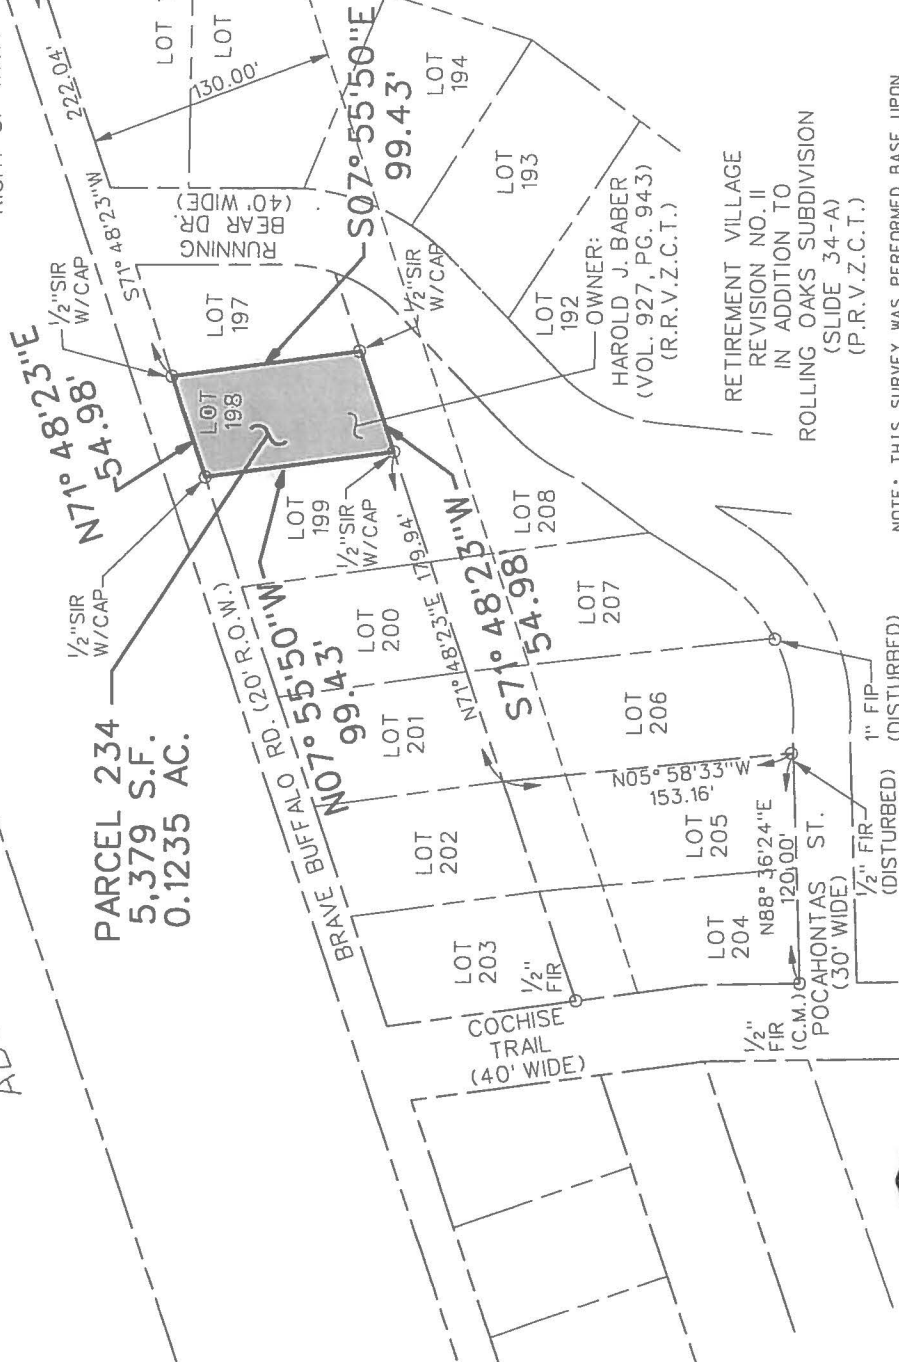 222.04'
LOT
LOT
130.00'
S71° 48'23"W
RUNNING
BEAR DR.
(40' WIDE)
S07° 55'50"E
99.43'
LOT
194
LOT
193
1/2"SIR
W/CAP
N71° 48'23"E
54.98'
LOT
197
1/2"SIR
W/CAP
LOT
198
LOT
192
OWNER:
HAROLD J. BABER
(VOL. 927, PG. 943)
(R.R.V.Z.C.T.)
RETIREMENT VILLAGE
REVISION NO. II
IN ADDITION TO
ROLLING OAKS SUBDIVISION
(SLIDE 34-A)
(P.R.V.Z.C.T.)
NOTE: THIS SURVEY WAS PERFORMED BASE UPON
1/2"SIR
W/CAP
LOT
199
1/2"SIR
W/CAP
PARCEL 234
5,379 S.F.
0.1235 AC.
BRAVE BUFFALO RD. (20' R.O.W.)
N07° 55'50"W
99.43'
LOT
200
N71° 48'23"E 179.94'
S71° 48'23"W
54.98'
LOT
208
LOT
207
LOT
201
LOT
206
LOT
202
N05° 58'33"W
153.16'
LOT
205
LOT
203
1/2"
FIR
LOT
204
N88° 36'24"E
120.00'
POCAHONTAS ST.
(30' WIDE)
1" FIP
(DISTURBED)
1/2" FIR
(DISTURBED)
1/2"
FIR
(C.M.)
COCHISE
TRAIL
(40' WIDE)